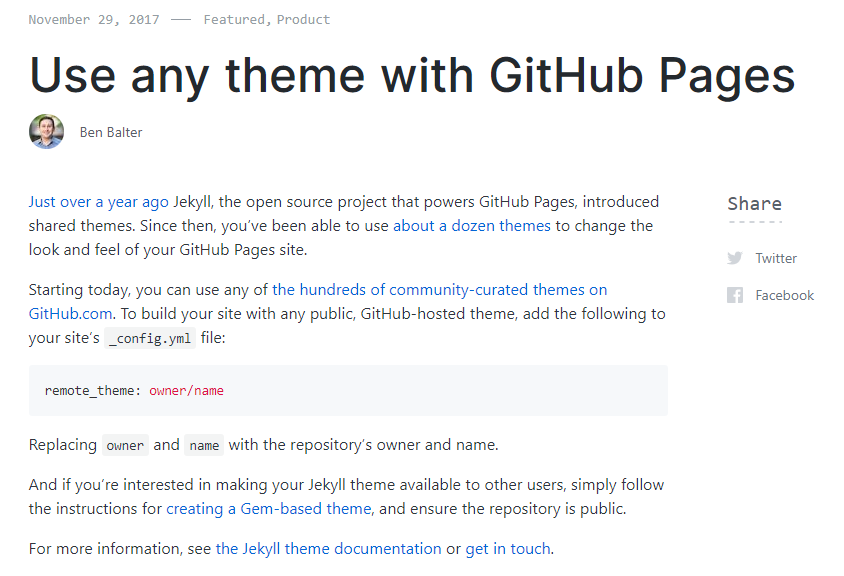 November 29, 2017 — Featured, Product
Use any theme with GitHub Pages
Ben Balter
Just over a year ago Jekyll, the open source project that powers GitHub Pages, introduced
shared themes. Since then, you’ve been able to use about a dozen themes to change the
look and feel of your GitHub Pages site.
Starting today, you can use any of the hundreds of community-curated themes on
GitHub.com. To build your site with any public, GitHub-hosted theme, add the following to
your site’s _config.yml file:
remote_theme: owner/name
Replacing owner and name with the repository’s owner and name.
And if you’re interested in making your Jekyll theme available to other users, simply follow
the instructions for creating a Gem-based theme, and ensure the repository is public.
For more information, see the Jekyll theme documentation or get in touch.
Share
Twitter
Facebook